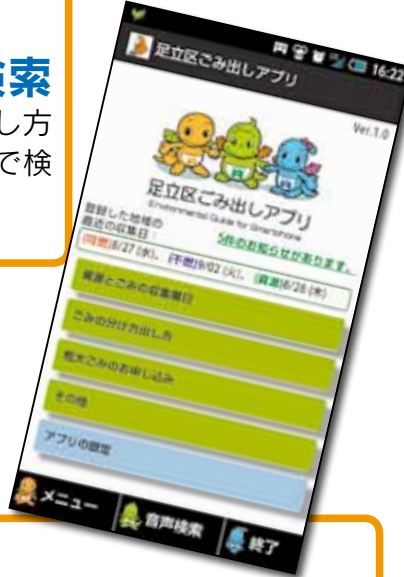 索
し方
で検
16:22
足立区ごみ出しアプリ
Ver.1.0
足立区ごみ出しアプリ
Environmental Guide for Smartphone
登録した地域の
直近の収集日：
5件のお知らせがあります。
[可燃]8/27 (水)、 [不燃]9/02 (火)、 [資源]8/28 (木)
資源とごみの収集曜日
ごみの分け方出し方
粗大ごみのお申し込み
その他
アプリの設定
メニュー
音声検索
終了